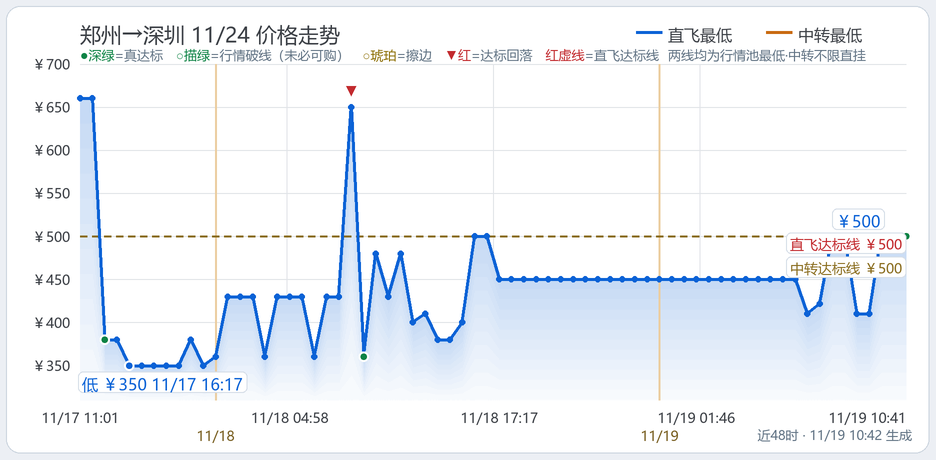 郑州→深圳 11/24 价格走势
直飞最低
中转最低
●深绿=真达标 ○描绿=行情破线（未必可购） ○琥珀=擦边 ▼红=达标回落 红虚线=直飞达标线 两线均为行情池最低·中转不限直挂
￥700
￥650
￥600
￥550
￥500
￥450
￥400
￥350
￥500
直飞达标线 ￥500
中转达标线 ￥500
低 ￥350 11/17 16:17
11/17 11:01
11/18 04:58
11/18 17:17
11/19 01:46
11/19 10:41
11/18
11/19
近48时 · 11/19 10:42 生成